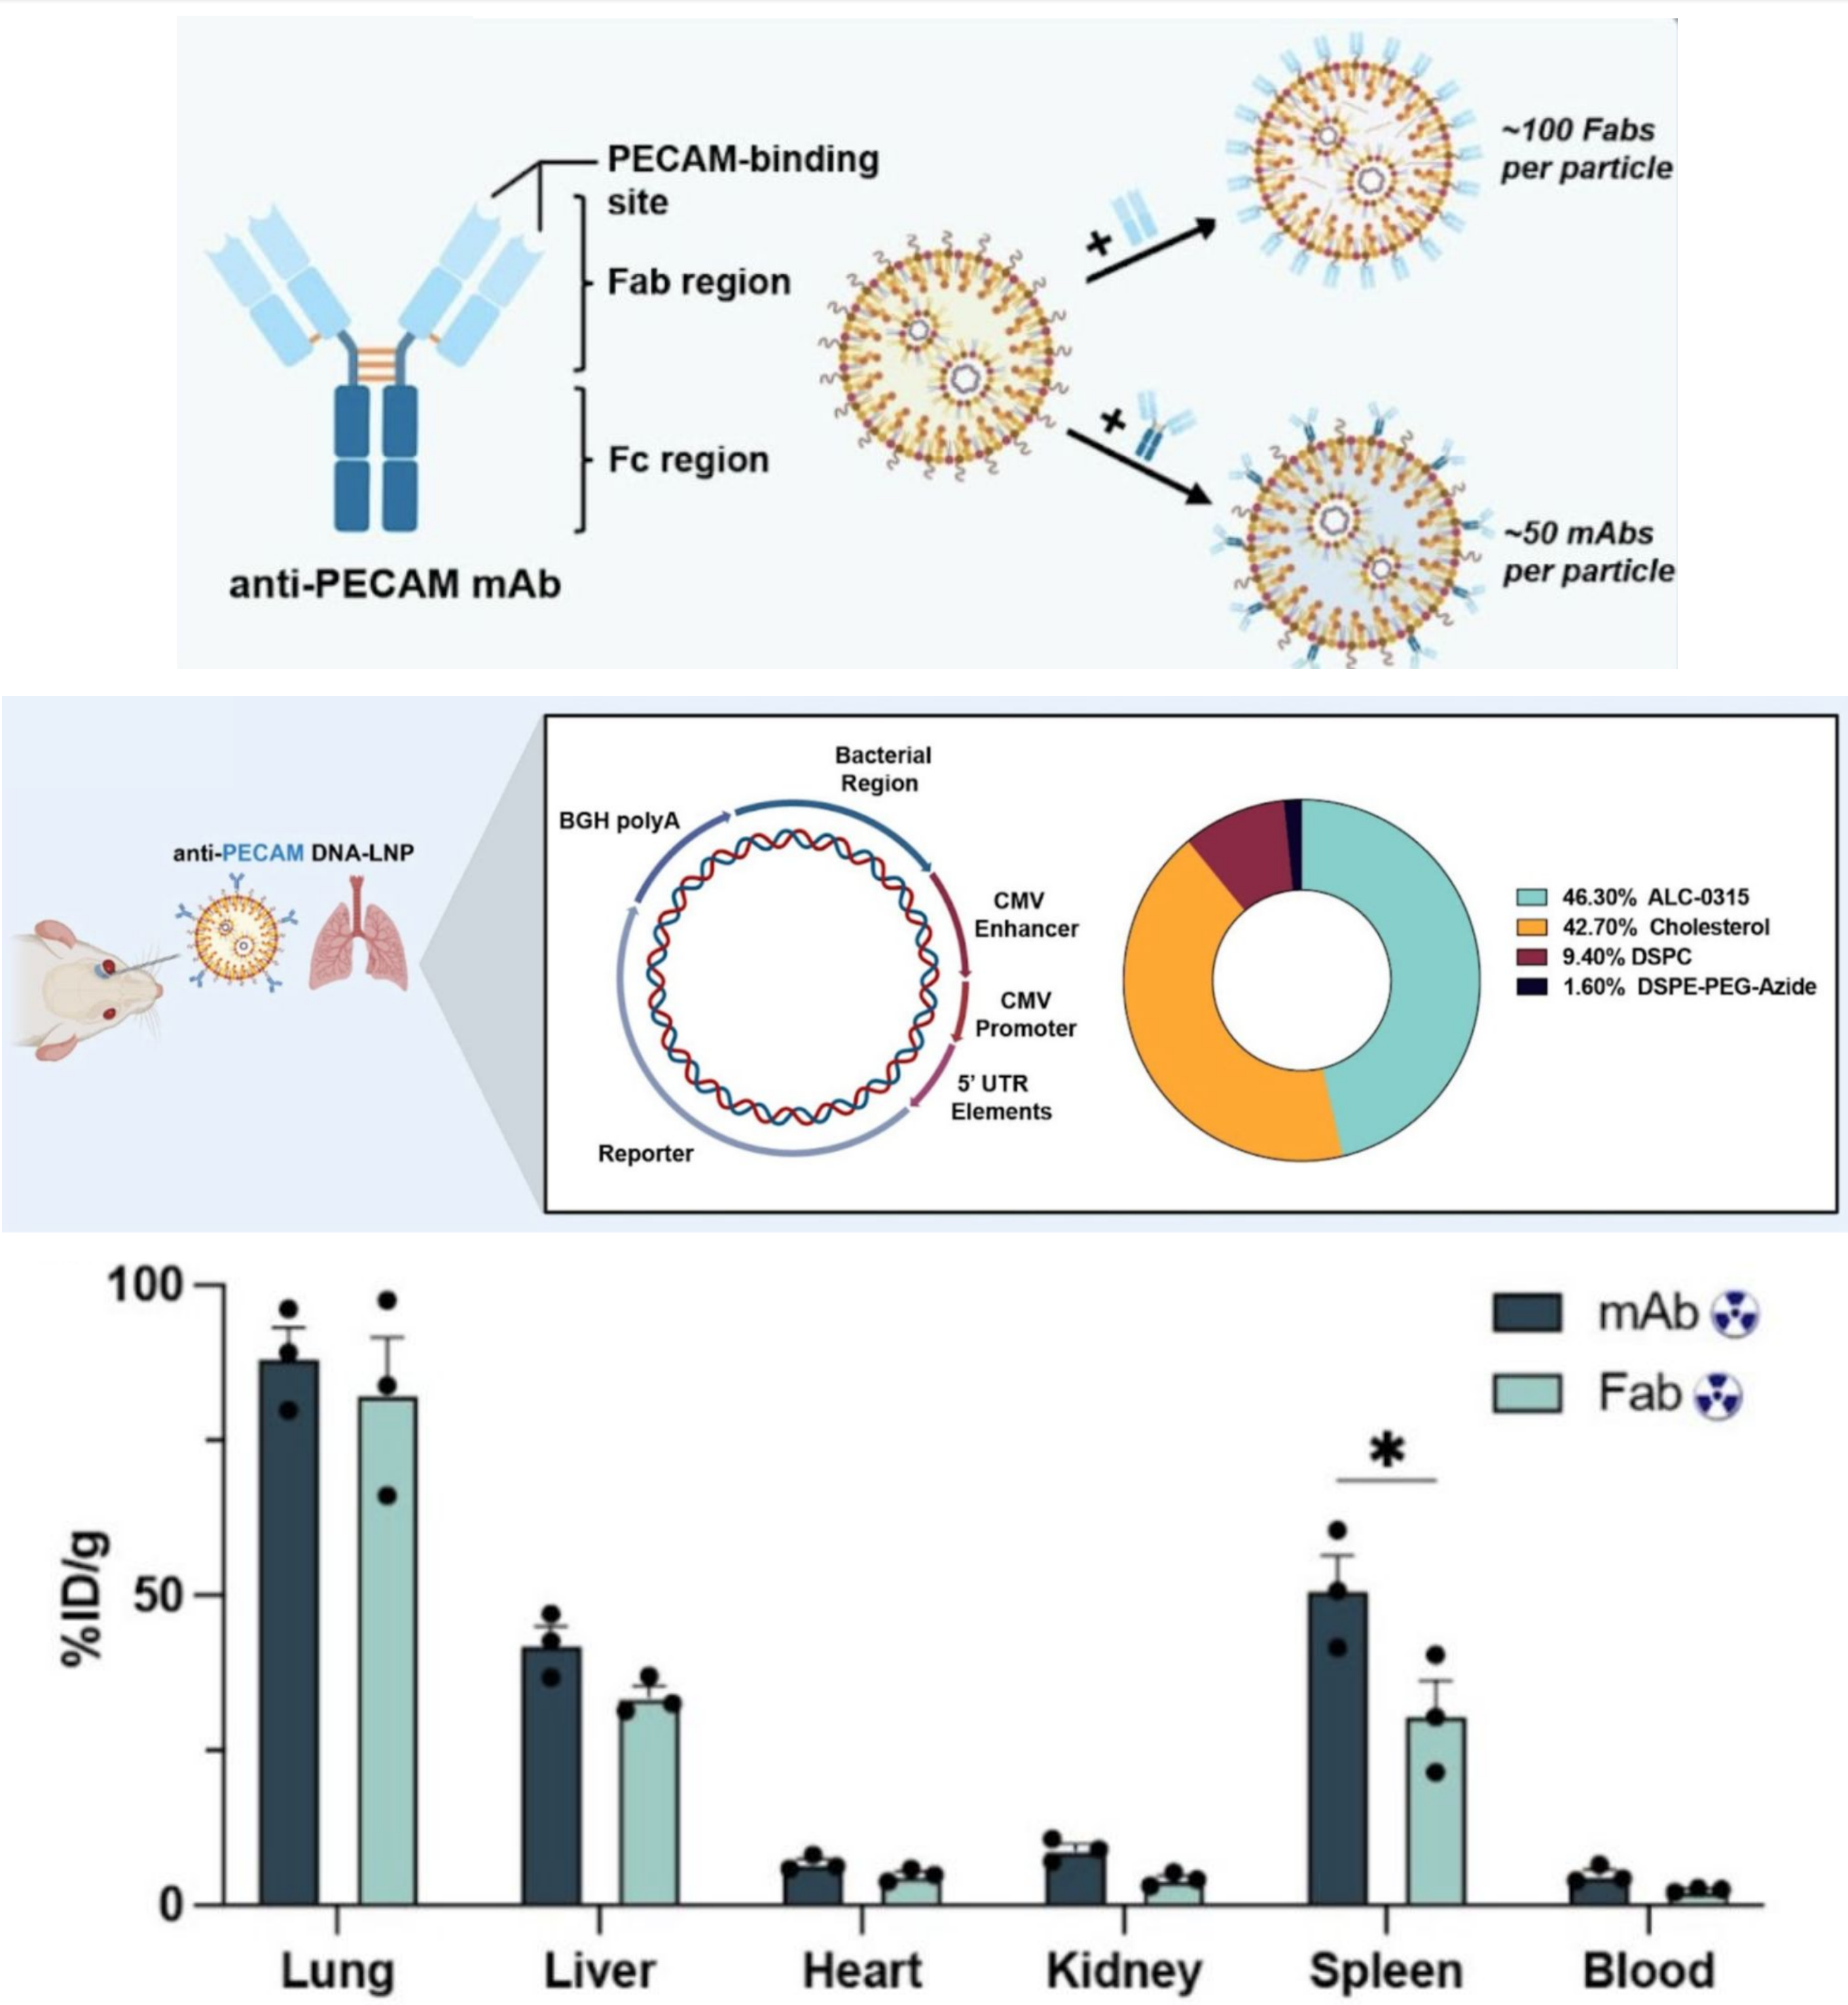 PECAM-binding
site
Fab region
Fc region
anti-PECAM mAb
~100 Fabs
per particle
~50 mAbs
per particle
anti-PECAM DNA-LNP
Bacterial
Region
BGH polyA
CMV
Enhancer
CMV
Promoter
5’ UTR
Elements
Reporter
46.30% ALC-0315
42.70% Cholesterol
9.40% DSPC
1.60% DSPE-PEG-Azide
100
50
0
%ID/g
mAb
Fab
*
Lung
Liver
Heart
Kidney
Spleen
Blood